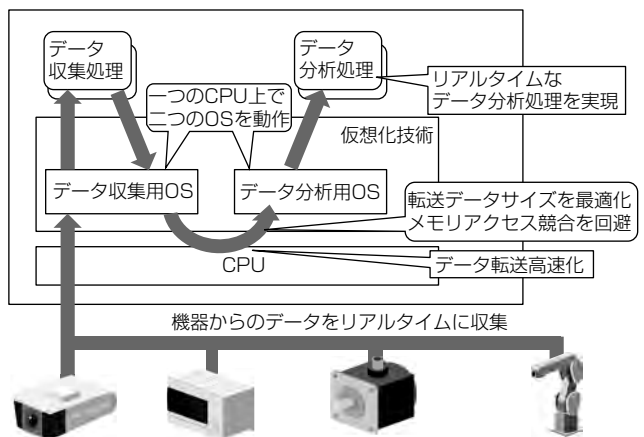 データ
収集処理
データ
分析処理
リアルタイムな
データ分析処理を実現
一つのCPU上で
二つのOSを動作
仮想化技術
データ収集用OS
データ分析用OS
転送データサイズを最適化
メモリアクセス競合を回避
CPU
データ転送高速化
機器からのデータをリアルタイムに収集